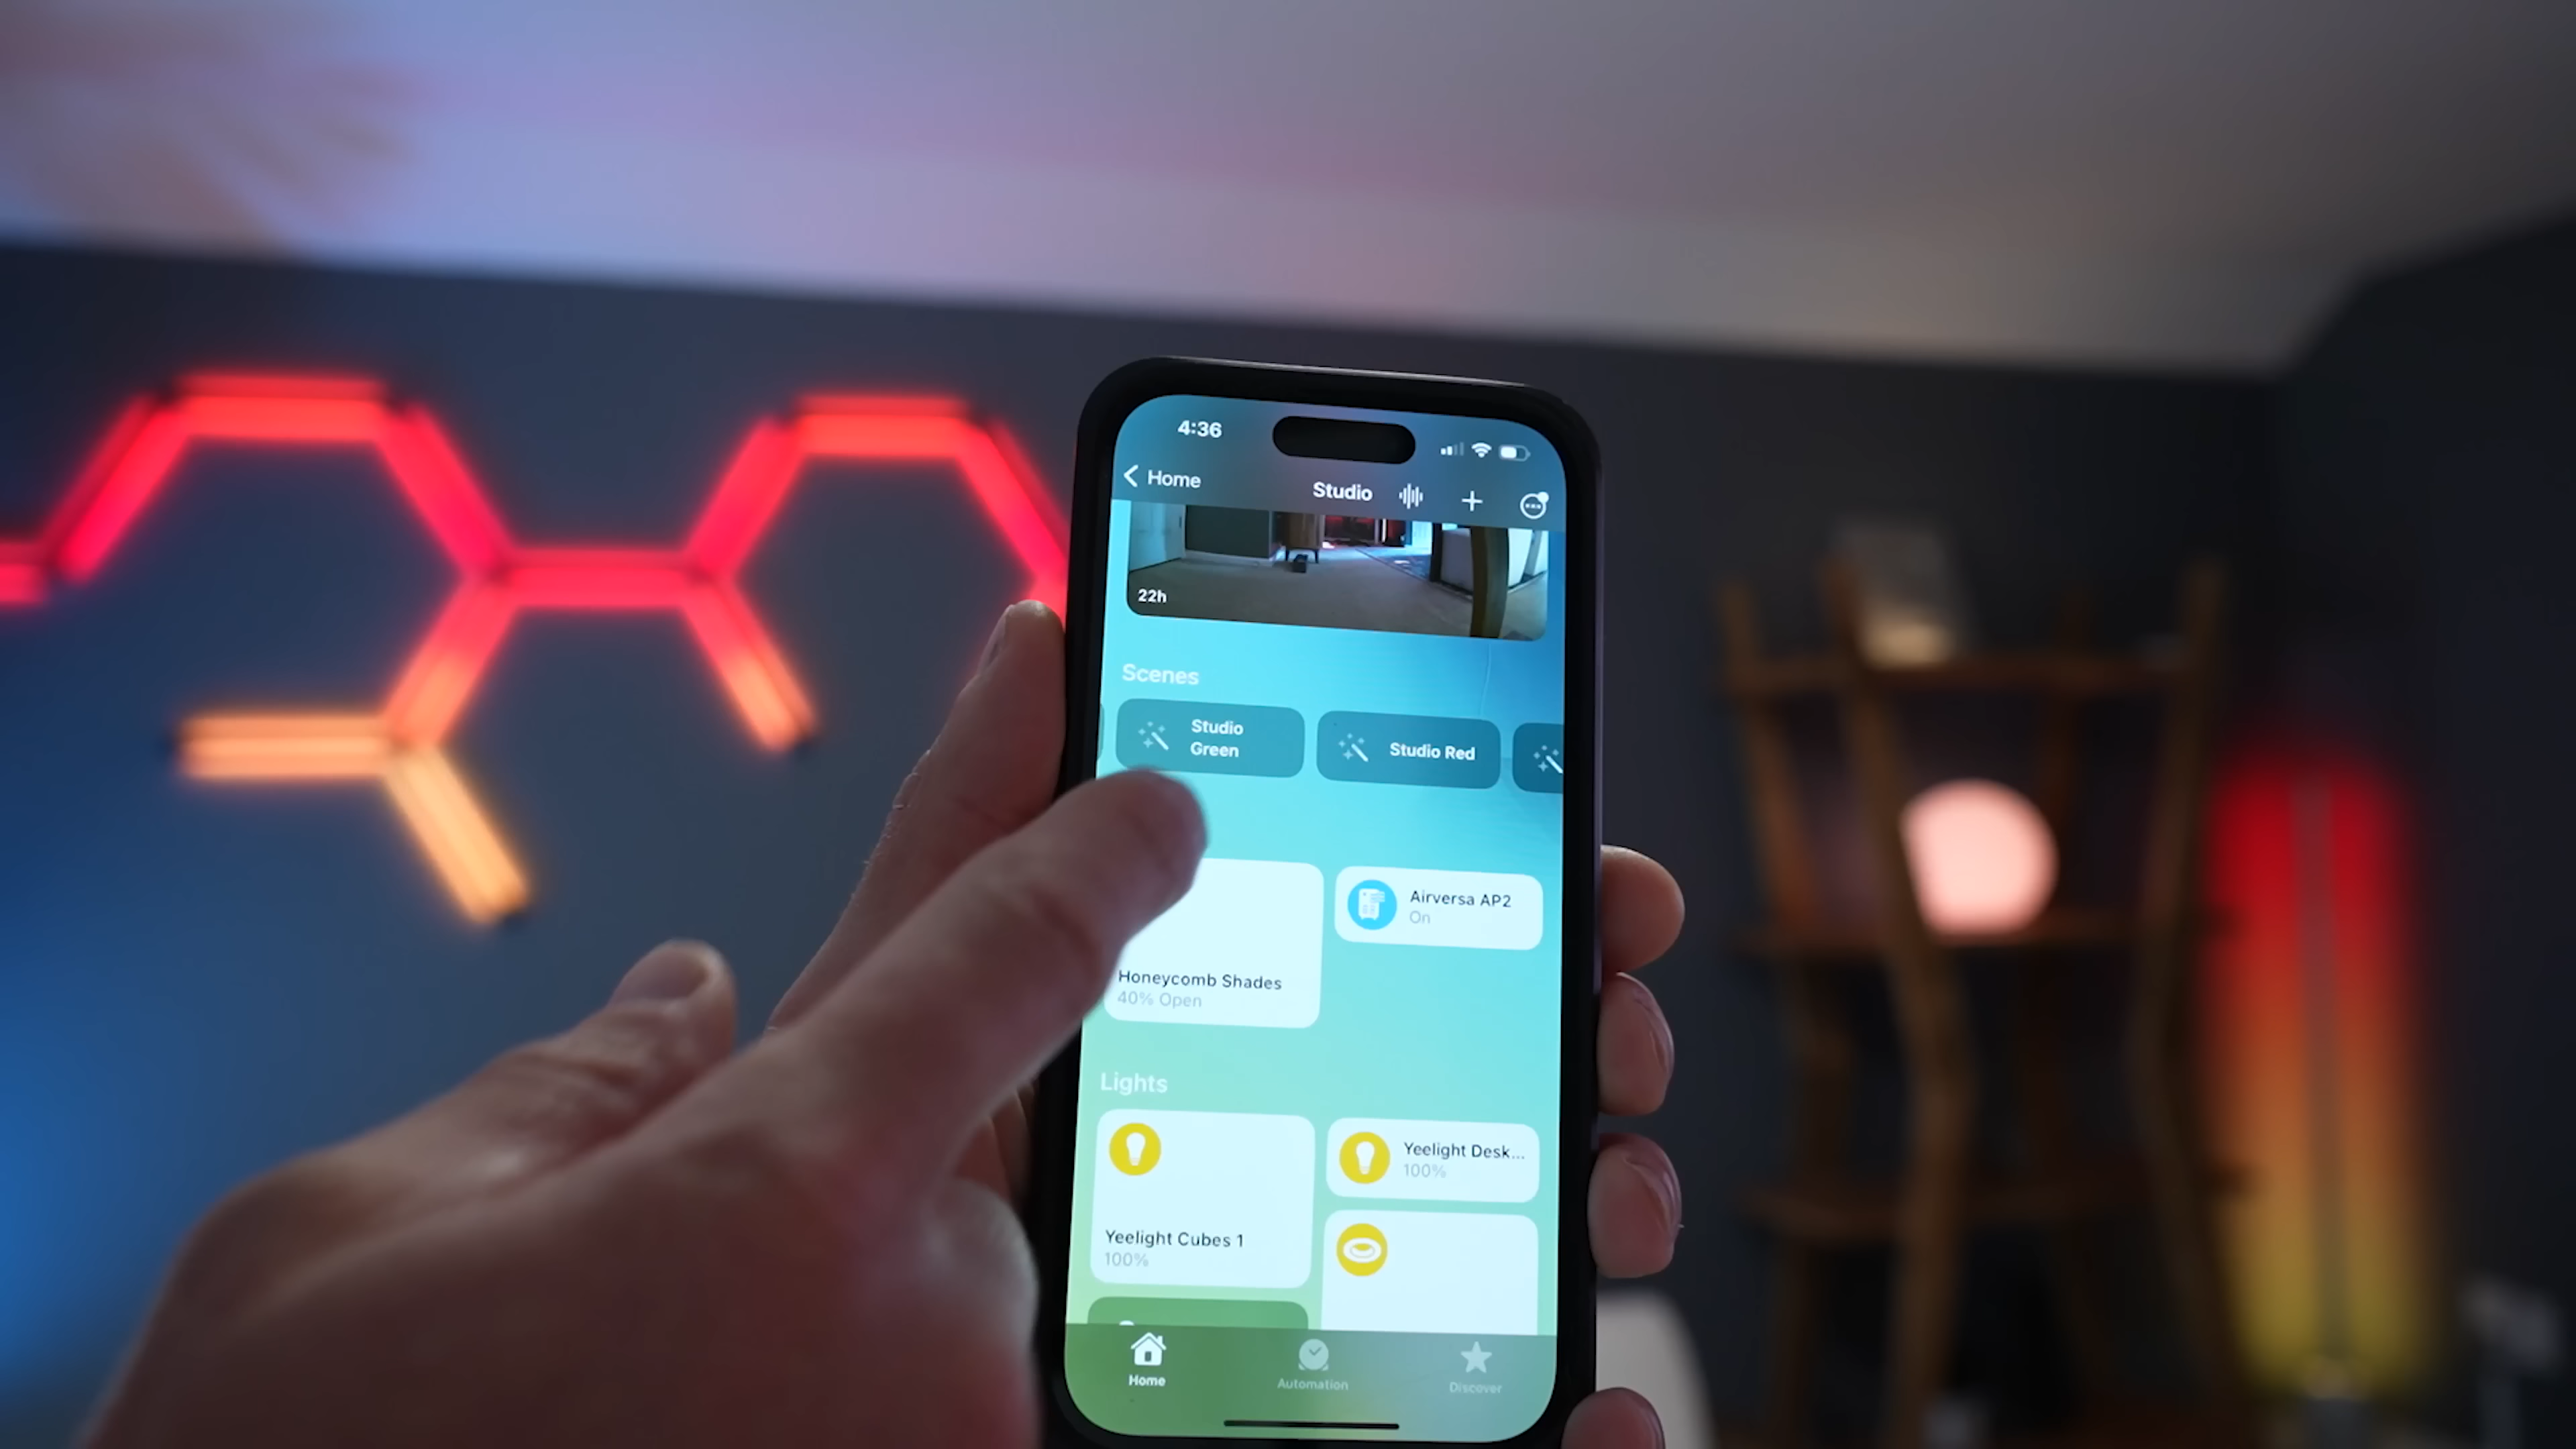 4:36
Home
Studio
22h
Scenes
Studio
Green
Studio Red
Airversa AP2
On
Honeycomb Shades
40% Open
Lights
Yeelight Desk...
100%
Yeelight Cubes 1
100%
Home
Automation
Discover